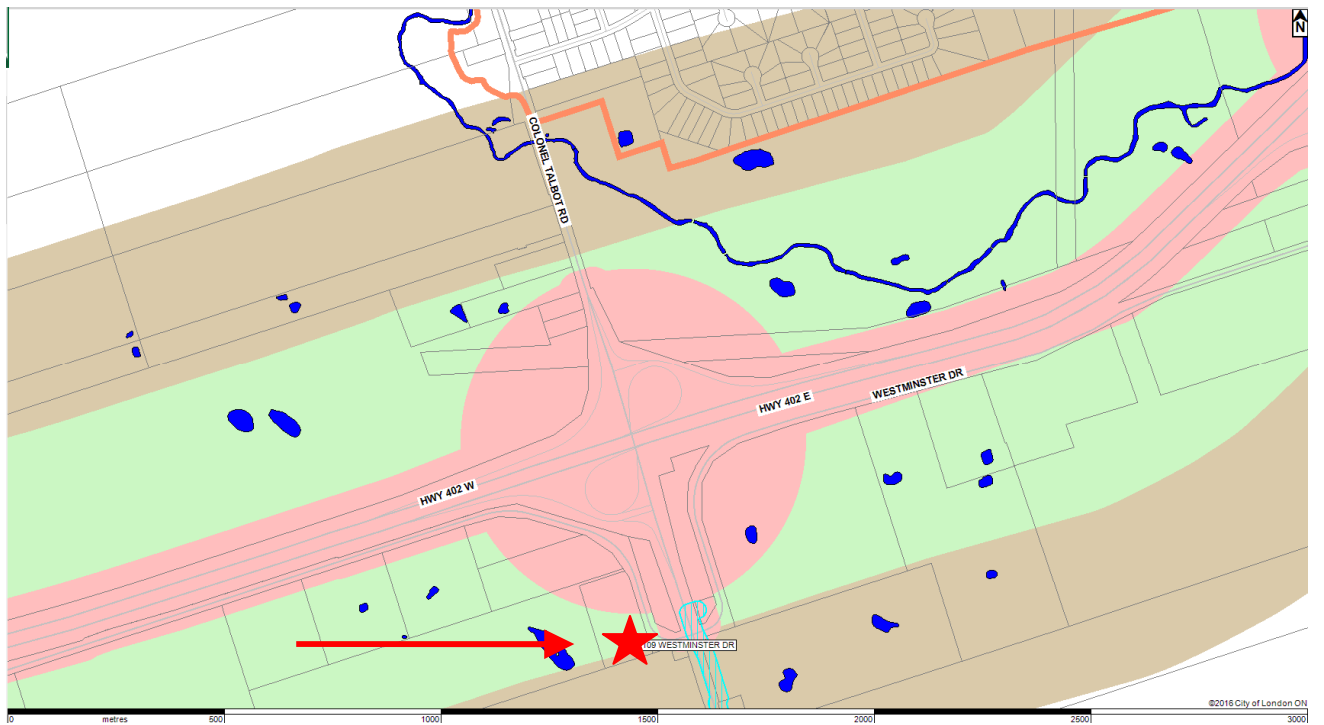 N
COLONEL TALBOT RD
WESTMINSTER DR
HWY 402 E
HWY 402 W
109 WESTMINSTER DR
©2016 City of London ON
0 metres 500 1000 1500 2000 2500 3000